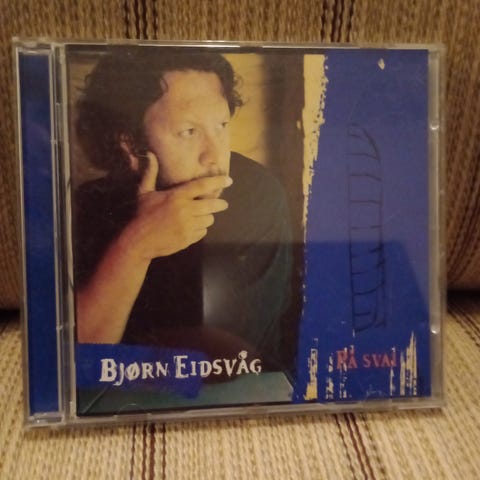 BJØRN EIDSVÅG
PÅ SVAI